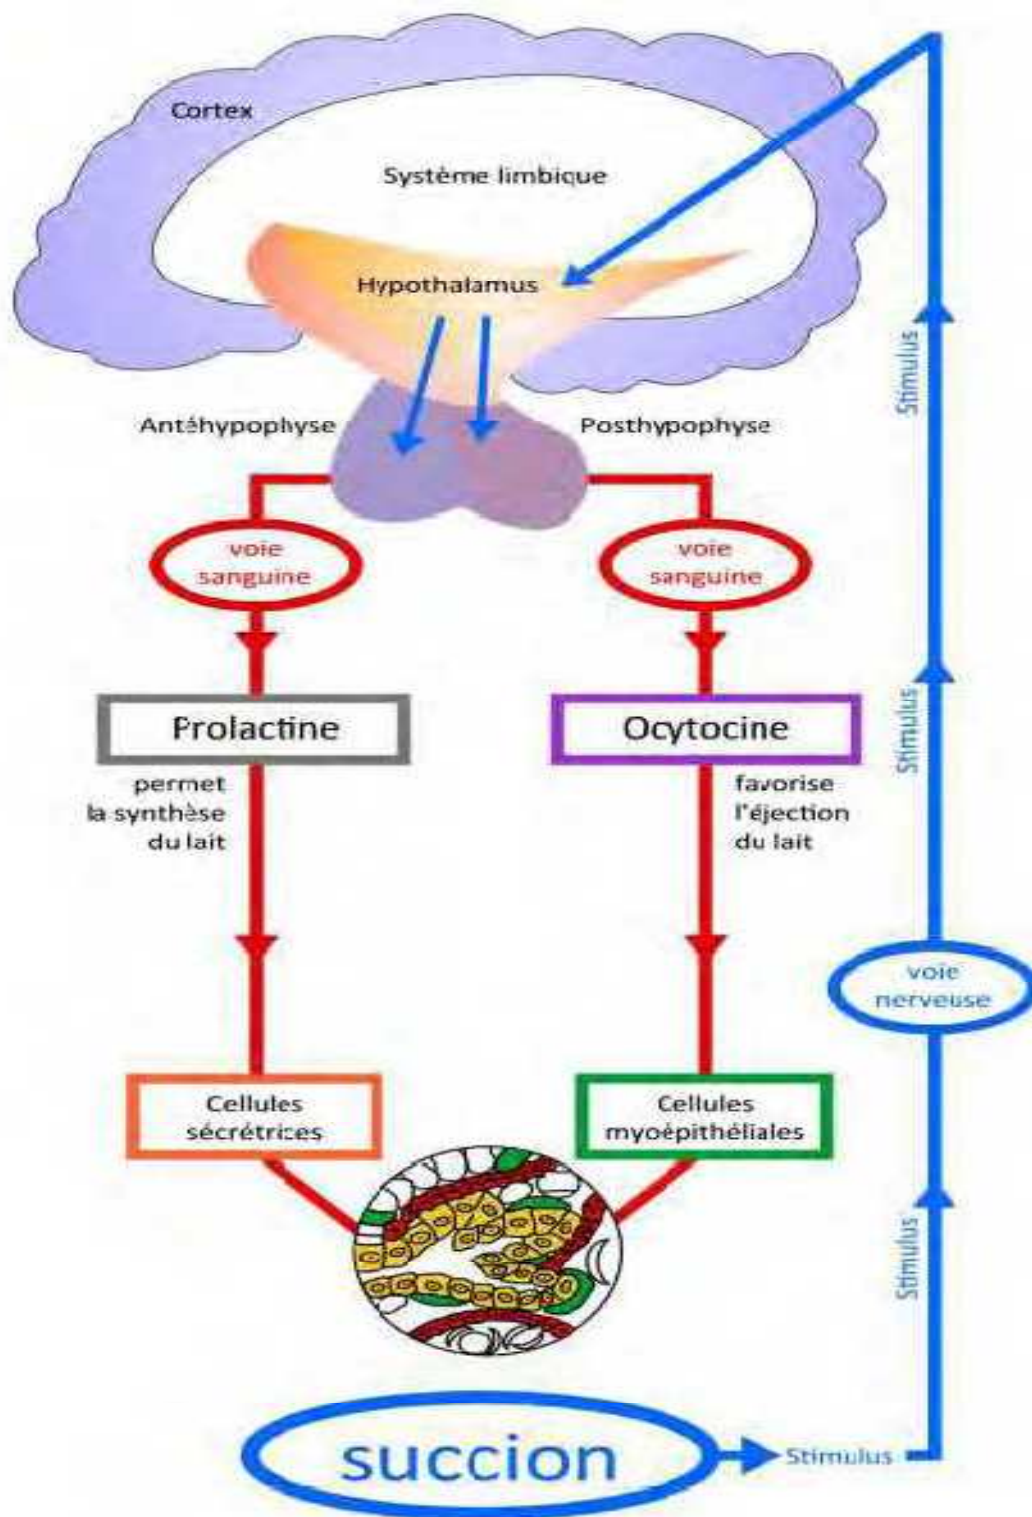 Cortex
Système limbique
Hypothalamus
Antéhypophyse
Posthypophyse
voie
sanguine
voie
sanguine
Prolactine
Ocytocine
permet
la synthèse
du lait
favorise
l'éjection
du lait
Stimulus
Stimulus
voie
nerveuse
Cellules
sécrétrices
Cellules
myoépithéliales
Stimulus
succion
Stimulus